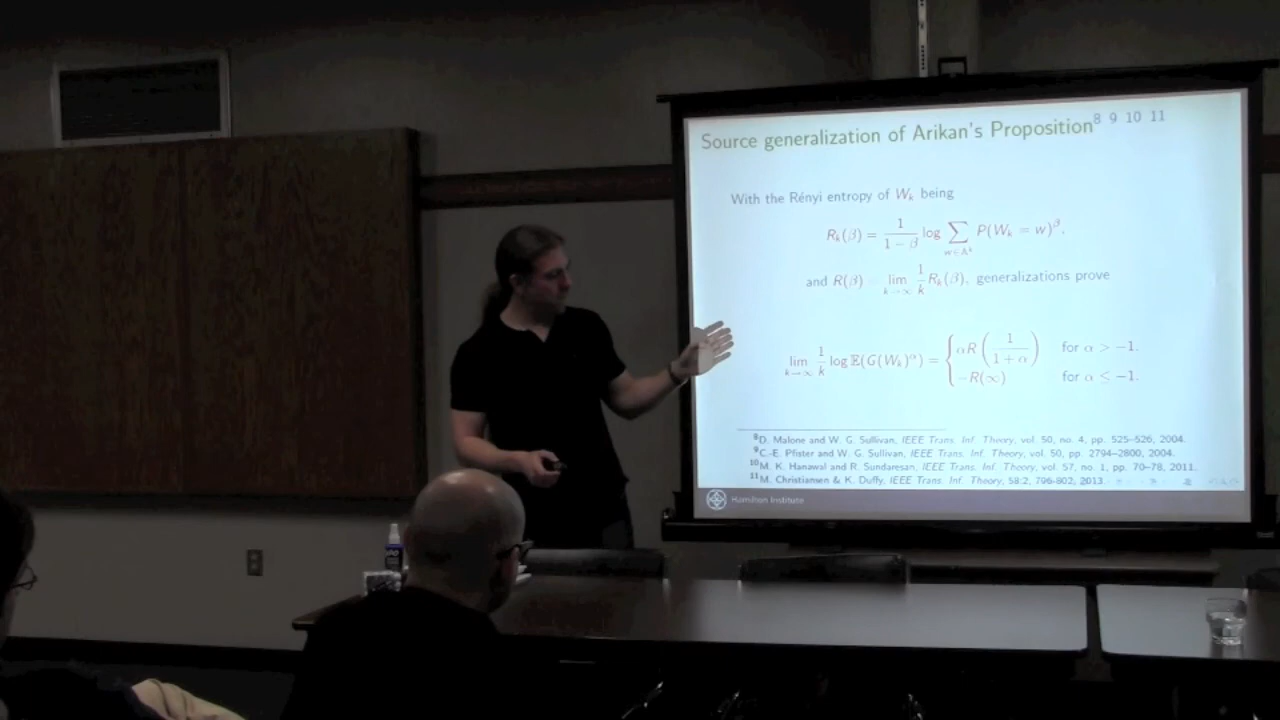 Source generalization of Arikan's Proposition⁸ ⁹ ¹⁰ ¹¹
With the Rényi entropy of Wₖ being
Rₖ(β) = 1/(1 − β) log ∑_{w∈𝔸ᵏ} P(Wₖ = w)^β,
and R(β) = lim_{k→∞} 1/k Rₖ(β), generalizations prove
lim_{k→∞} 1/k log 𝔼(G(Wₖ)^α) = { αR(1/(1 + α)) for α > −1,
−R(∞) for α ≤ −1.
⁸D. Malone and W. G. Sullivan, IEEE Trans. Inf. Theory, vol. 50, no. 4, pp. 525–526, 2004.
⁹C.-E. Pfister and W. G. Sullivan, IEEE Trans. Inf. Theory, vol. 50, pp. 2794–2800, 2004.
¹⁰M. K. Hanawal and R. Sundaresan, IEEE Trans. Inf. Theory, vol. 57, no. 1, pp. 70–78, 2011.
¹¹M. Christiansen & K. Duffy, IEEE Trans. Inf. Theory, 58:2, 796-802, 2013.
Hamilton Institute